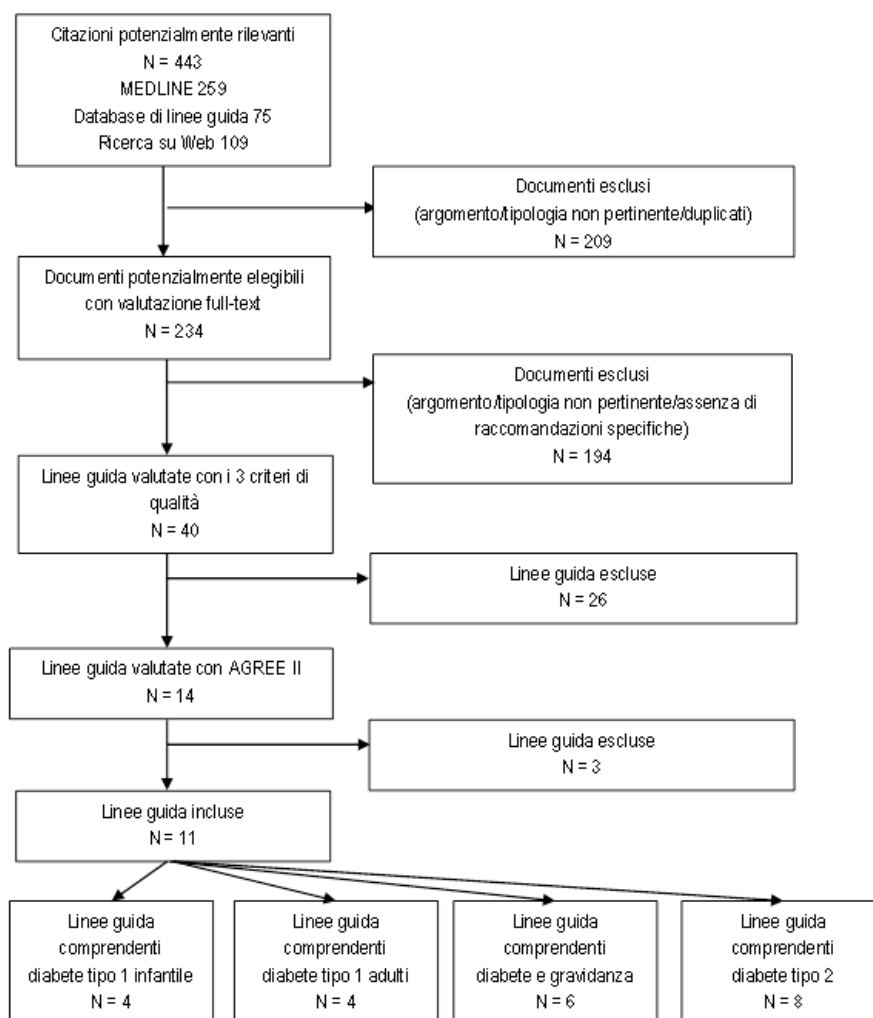 Citazioni potenzialmente rilevanti
N = 443
MEDLINE 259
Database di linee guida 75
Ricerca su Web 109
Documenti esclusi
(argomento/tipologia non pertinente/duplicati)
N = 209
Documenti potenzialmente elegibili
con valutazione full-text
N = 234
Documenti esclusi
(argomento/tipologia non pertinente/assenza di
raccomandazioni specifiche)
N = 194
Linee guida valutate con i 3 criteri di
qualità
N = 40
Linee guida escluse
N = 26
Linee guida valutate con AGREE II
N = 14
Linee guida escluse
N = 3
Linee guida incluse
N = 11
Linee guida
comprendenti
diabete tipo 1 infantile
N = 4
Linee guida
comprendenti
diabete tipo 1 adulti
N = 4
Linee guida
comprendenti
diabete e gravidanza
N = 6
Linee guida
comprendenti
diabete tipo 2
N = 8